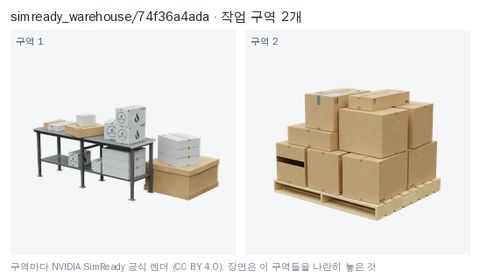 simready_warehouse/74f36a4ada · 작업 구역 2개
구역 1
구역 2
구역마다 NVIDIA SimReady 공식 렌더 (CC BY 4.0). 장면은 이 구역들을 나란히 놓은 것